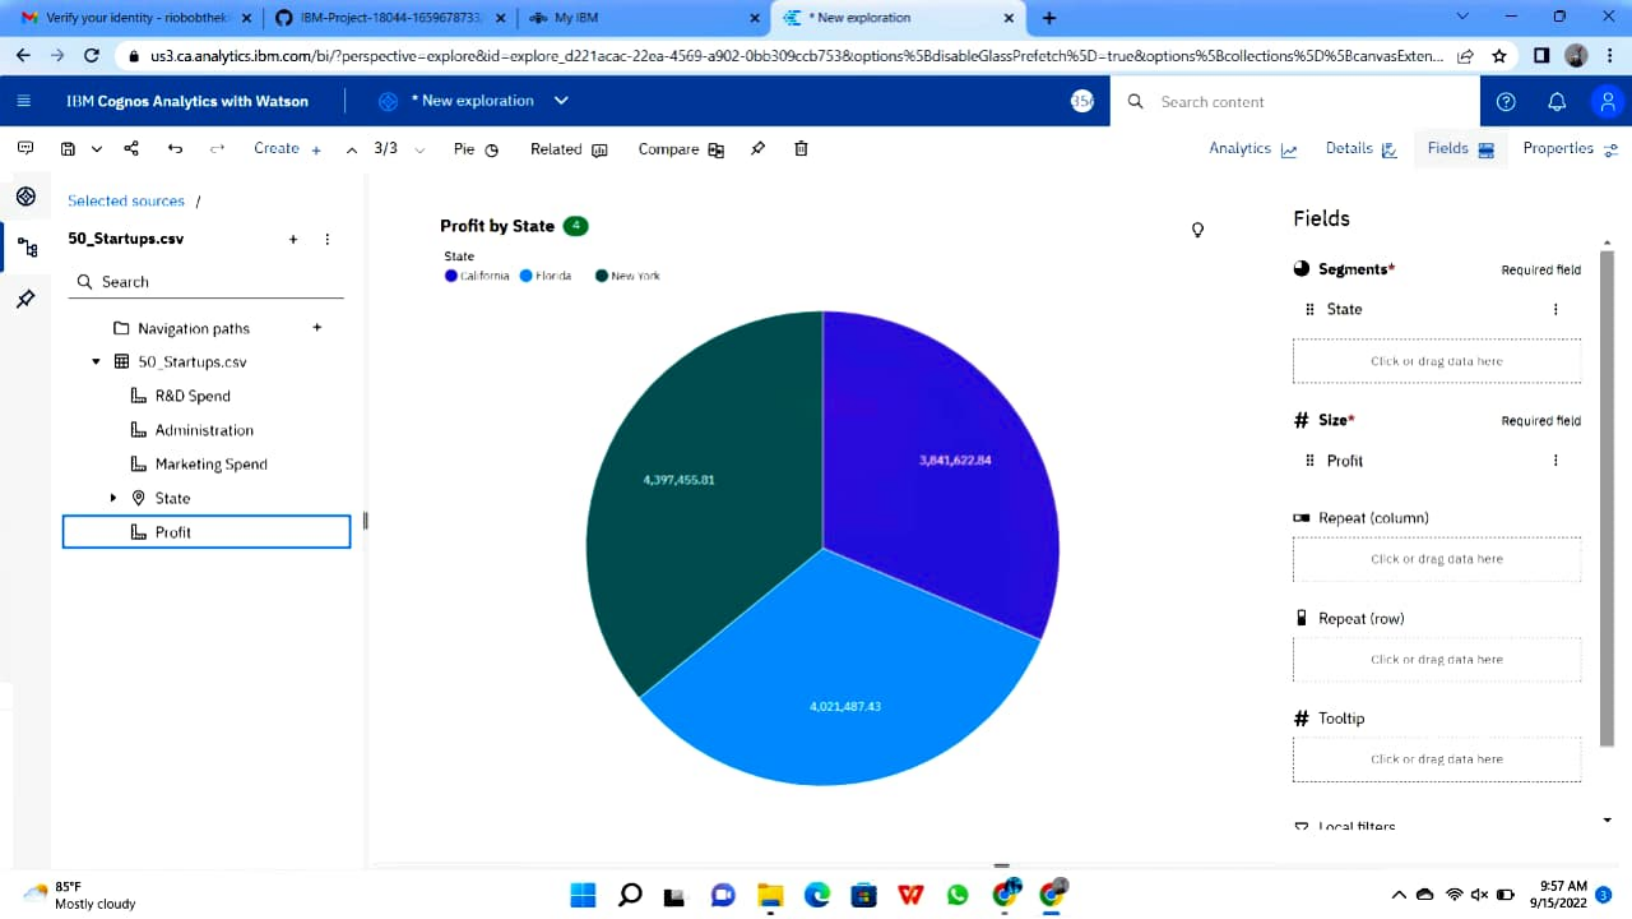 Verify your identity - riobobthek
IBM-Project-18044-1659678733
My IBM
* New exploration
us3.ca.analytics.ibm.com/bi/?perspective=explore&id=explore_d221acac-22ea-4569-a902-0bb309ccb753&options%5BdisableGlassPrefetch%5D=true&options%5Bcollections%5D%5BcanvasExten...
IBM Cognos Analytics with Watson
* New exploration
Search content
Create +
3/3
Pie
Related
Compare
Analytics
Details
Fields
Properties
Selected sources /
50_Startups.csv
Search
Navigation paths
50_Startups.csv
R&D Spend
Administration
Marketing Spend
State
Profit
Profit by State 4
State
California Florida New York
4,397,455.81
3,841,622.84
4,021,487.43
Fields
Segments* Required field
State
Click or drag data here
# Size* Required field
Profit
Repeat (column)
Click or drag data here
Repeat (row)
Click or drag data here
# Tooltip
Click or drag data here
Local filters
85°F
Mostly cloudy
9:57 AM
9/15/2022
3